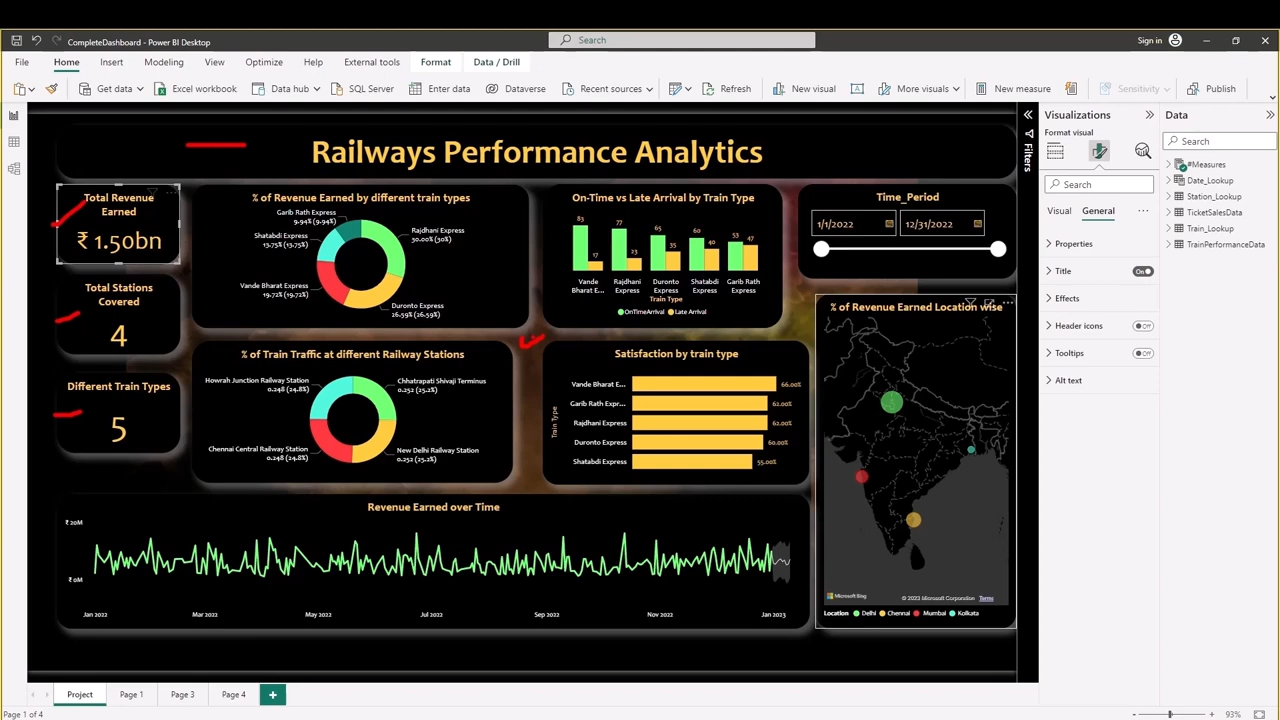 CompleteDashboard - Power BI Desktop
Search
Sign in
File
Home
Insert
Modeling
View
Optimize
Help
External tools
Format
Data / Drill
Get data
Excel workbook
Data hub
SQL Server
Enter data
Dataverse
Recent sources
Refresh
New visual
More visuals
New measure
Sensitivity
Publish
Railways Performance Analytics
Total Revenue
Earned
₹ 1.50bn
Total Stations
Covered
4
Different Train Types
5
% of Revenue Earned by different train types
Garib Rath Express
9.94% (9.94%)
Shatabdi Express
13.75% (13.75%)
Vande Bharat Express
19.72% (19.72%)
Rajdhani Express
30.00% (30%)
Duronto Express
26.59% (26.59%)
On-Time vs Late Arrival by Train Type
83
17
77
23
65
35
60
40
53
47
Vande
Bharat E...
Rajdhani
Express
Duronto
Express
Shatabdi
Express
Garib Rath
Express
Train Type
OnTimeArrival
Late Arrival
Time_Period
1/1/2022
12/31/2022
% of Train Traffic at different Railway Stations
Howrah Junction Railway Station
0.248 (24.8%)
Chhatrapati Shivaji Terminus
0.252 (25.2%)
Chennai Central Railway Station
0.248 (24.8%)
New Delhi Railway Station
0.252 (25.2%)
Satisfaction by train type
Train Type
Vande Bharat E...
66.00%
Garib Rath Expr...
62.00%
Rajdhani Express
62.00%
Duronto Express
60.00%
Shatabdi Express
55.00%
% of Revenue Earned Location wise
Microsoft Bing
© 2023 Microsoft Corporation
Terms
Location
Delhi
Chennai
Mumbai
Kolkata
Revenue Earned over Time
₹ 20M
₹ 0M
Jan 2022
Mar 2022
May 2022
Jul 2022
Sep 2022
Nov 2022
Jan 2023
Filters
Visualizations
Format visual
Search
Visual
General
Properties
Title
On
Effects
Header icons
Off
Tooltips
Off
Alt text
Data
Search
#Measures
Date_Lookup
Station_Lookup
TicketSalesData
Train_Lookup
TrainPerformanceData
Project
Page 1
Page 3
Page 4
Page 1 of 4
93%